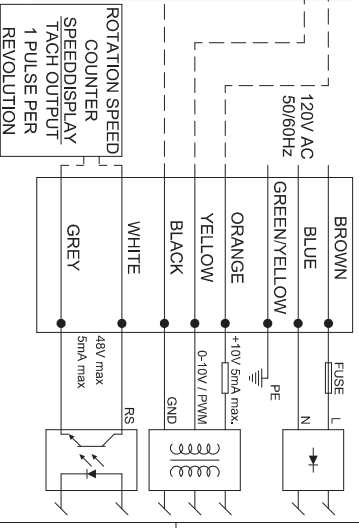 ROTATION SPEED
COUNTER
SPEEDDISPLAY
TACH OUTPUT
1 PULSE PER
REVOLUTION
120V AC
50/60Hz
BROWN
BLUE
GREEN/YELLOW
ORANGE
YELLOW
BLACK
WHITE
GREY
FUSE
L
N
PE
+10V 5mA max.
0-10V / PWM
GND
RS
48V max
5mA max